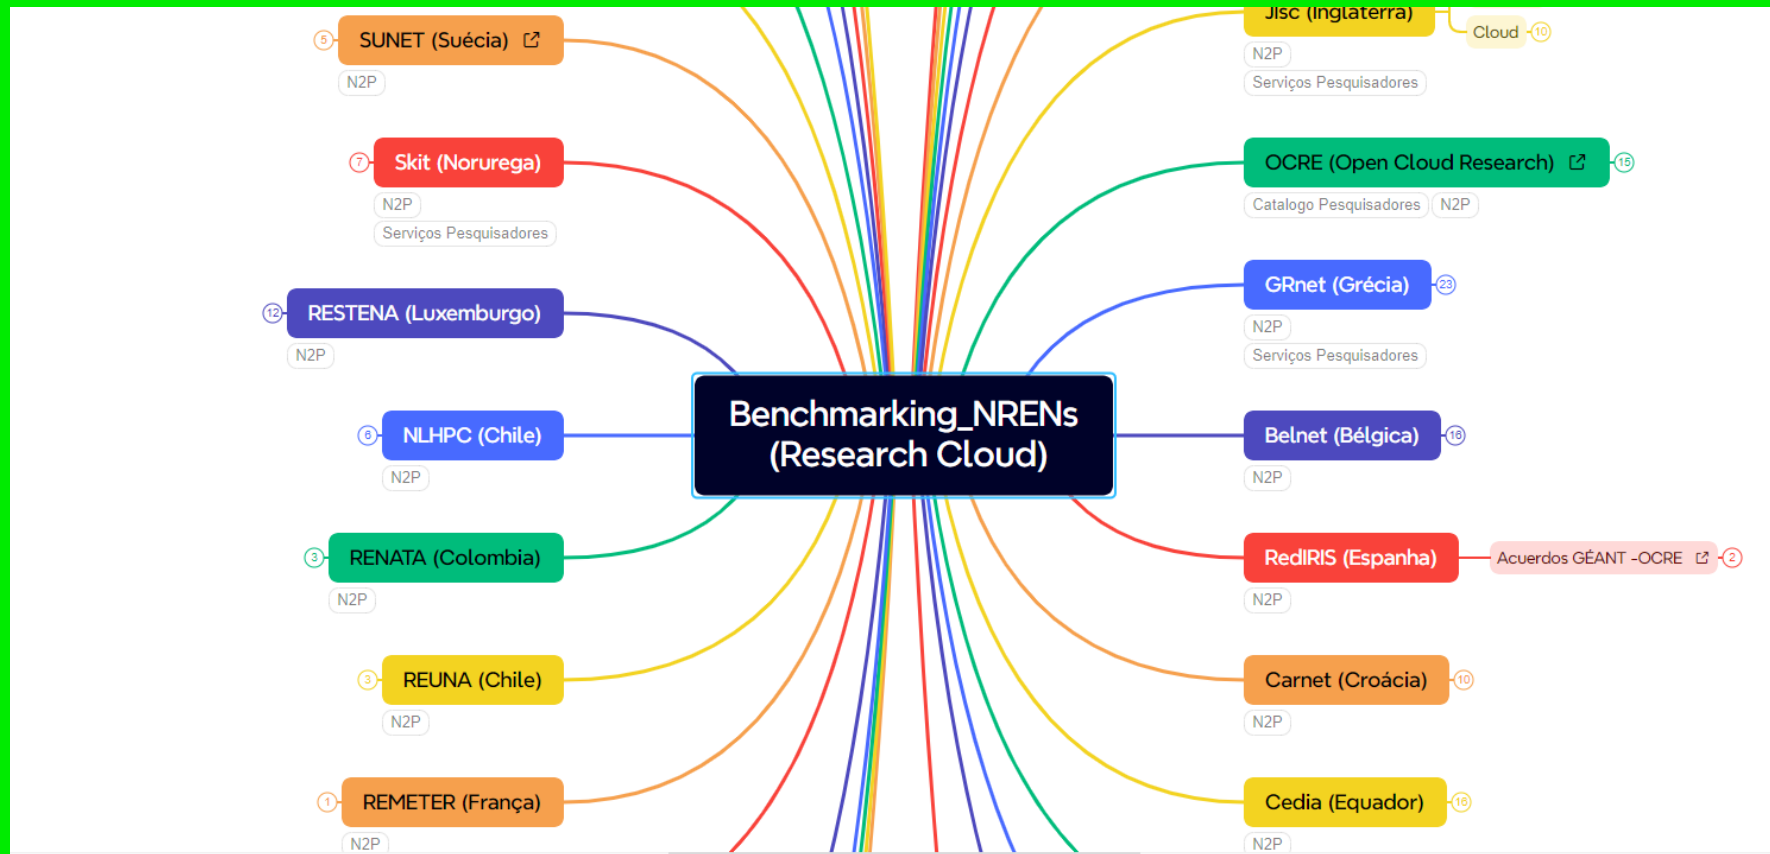 SUNET (Suécia)
5
N2P
Skit (Norurega)
7
N2P
Serviços Pesquisadores
RESTENA (Luxemburgo)
12
N2P
NLHPC (Chile)
6
N2P
RENATA (Colombia)
3
N2P
REUNA (Chile)
3
N2P
REMETER (França)
1
N2P
Benchmarking_NRENs
(Research Cloud)
Jisc (Inglaterra)
Cloud
10
N2P
Serviços Pesquisadores
OCRE (Open Cloud Research)
15
Catalogo Pesquisadores
N2P
GRnet (Grécia)
23
N2P
Serviços Pesquisadores
Belnet (Bélgica)
16
N2P
RedIRIS (Espanha)
Acuerdos GÉANT -OCRE
2
N2P
Carnet (Croácia)
10
N2P
Cedia (Equador)
16
N2P